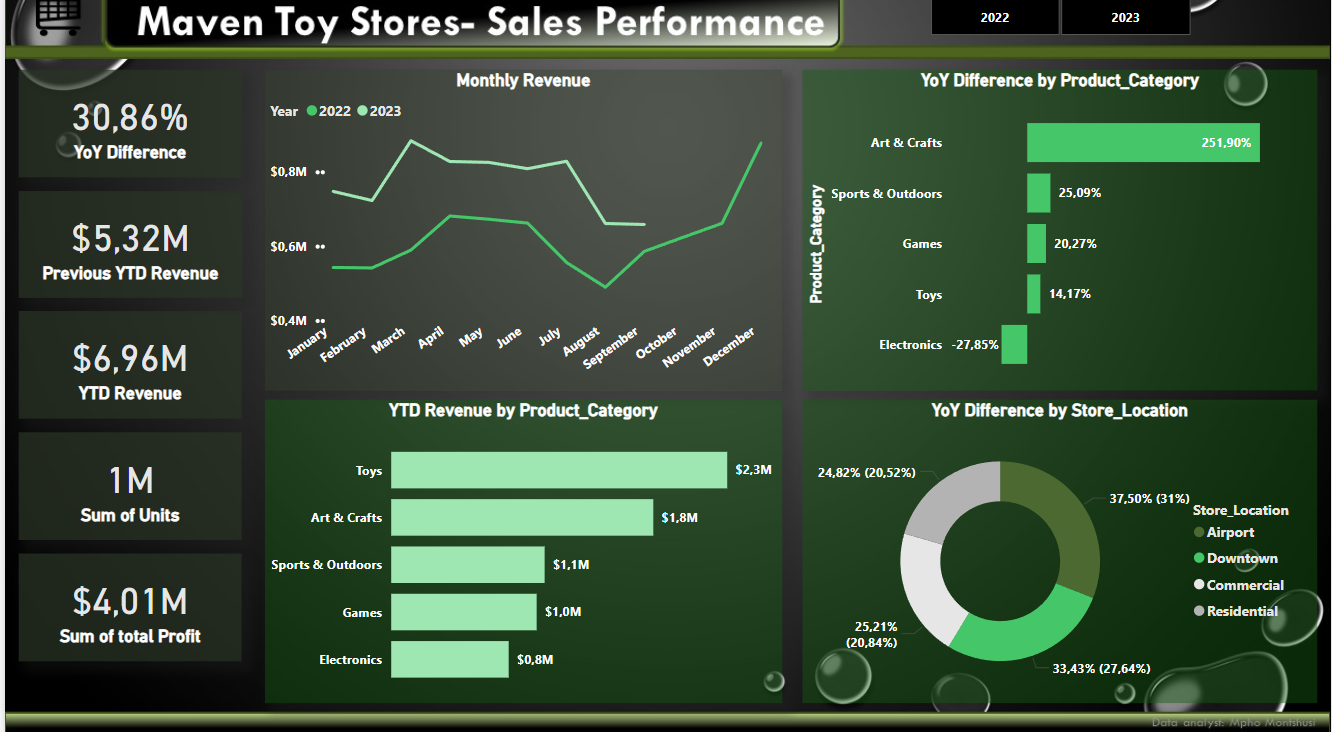 Maven Toy Stores- Sales Performance
2022
2023
30,86%
YoY Difference
$5,32M
Previous YTD Revenue
$6,96M
YTD Revenue
1M
Sum of Units
$4,01M
Sum of total Profit
Monthly Revenue
Year 2022 2023
$0,8M
$0,6M
$0,4M
January
February
March
April
May
June
July
August
September
October
November
December
YoY Difference by Product_Category
Product_Category
Art & Crafts 251,90%
Sports & Outdoors 25,09%
Games 20,27%
Toys 14,17%
Electronics -27,85%
YTD Revenue by Product_Category
Toys $2,3M
Art & Crafts $1,8M
Sports & Outdoors $1,1M
Games $1,0M
Electronics $0,8M
YoY Difference by Store_Location
24,82% (20,52%)
37,50% (31%)
25,21%
(20,84%)
33,43% (27,64%)
Store_Location
Airport
Downtown
Commercial
Residential
Data analyst: Mpho Montshusi